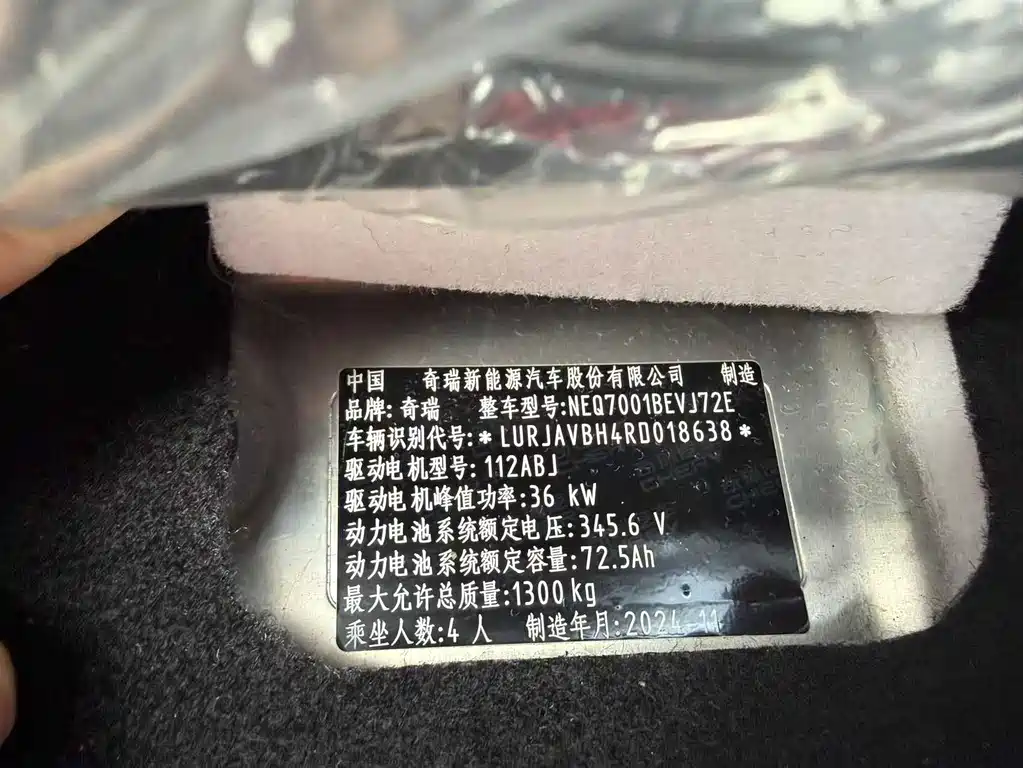 中国 奇瑞新能源汽车股份有限公司 制造
品牌:奇瑞 整车型号:NEQ7001BEVJ72E
车辆识别代号:*LURJAVBH4RD018638*
驱动电机型号:112ABJ
驱动电机峰值功率:36 kW
动力电池系统额定电压:345.6 V
动力电池系统额定容量:72.5Ah
最大允许总质量:1300kg
乘坐人数:4人 制造年月:2024 11